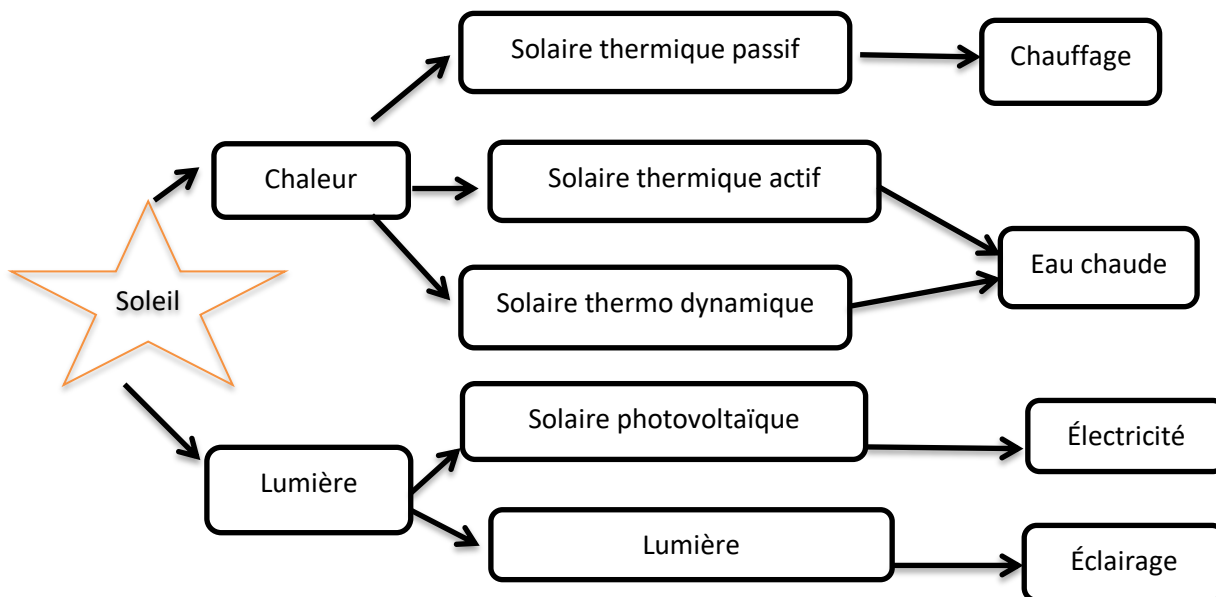 Solaire thermique passif
Chauffage
Chaleur
Solaire thermique actif
Eau chaude
Soleil
Solaire thermo dynamique
Solaire photovoltaïque
Électricité
Lumière
Lumière
Éclairage